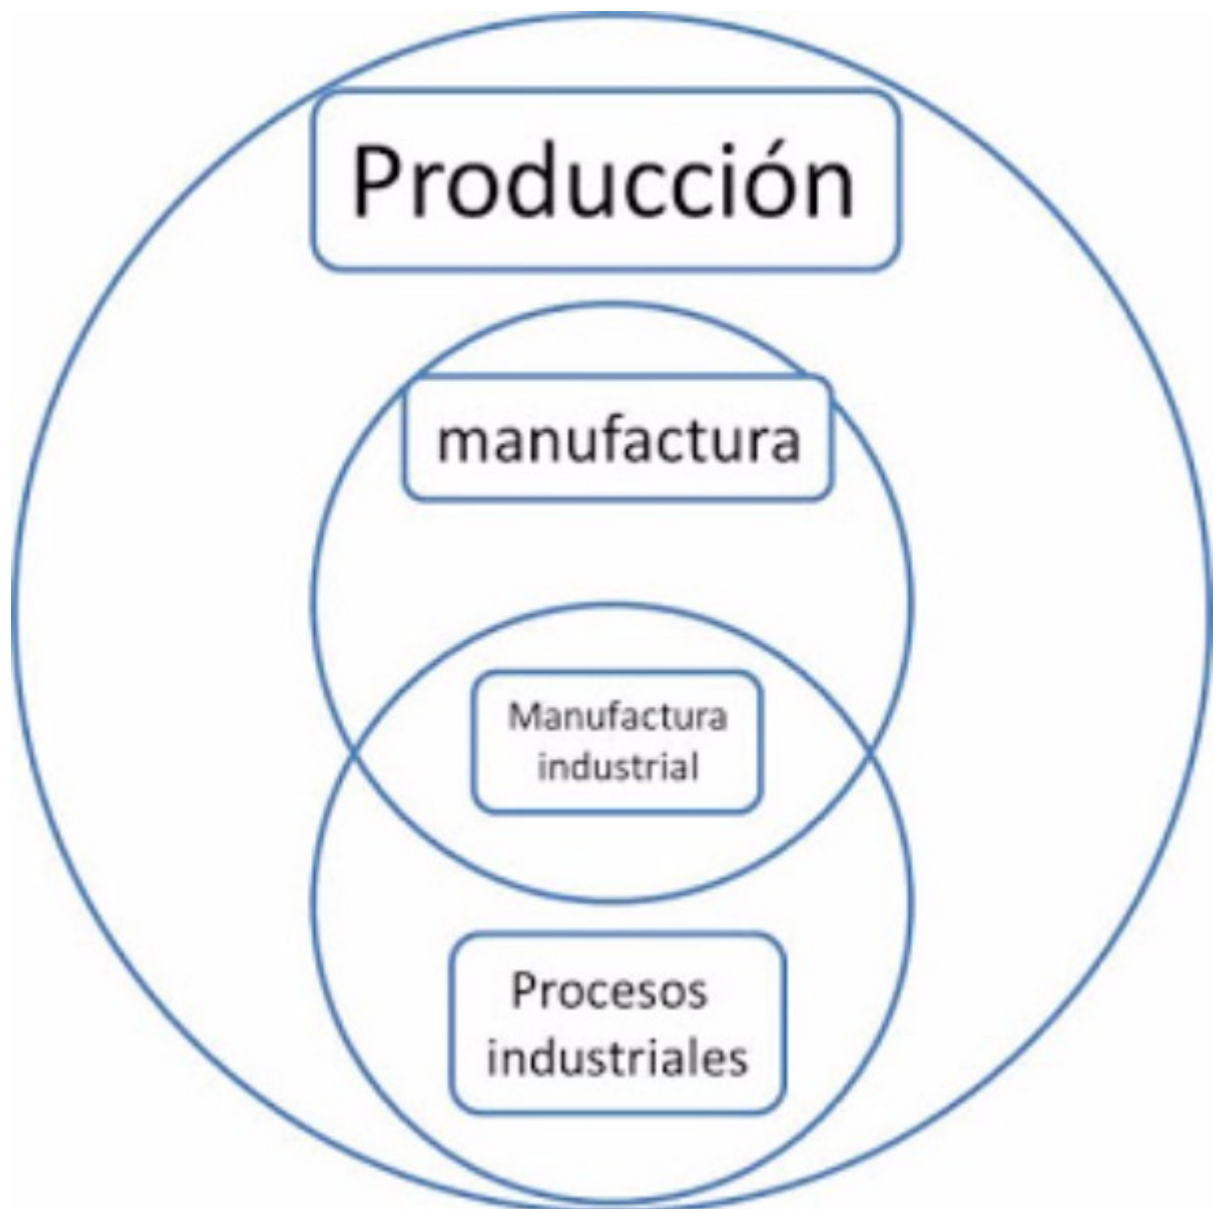 Producción
manufactura
Manufactura
industrial
Procesos
industriales